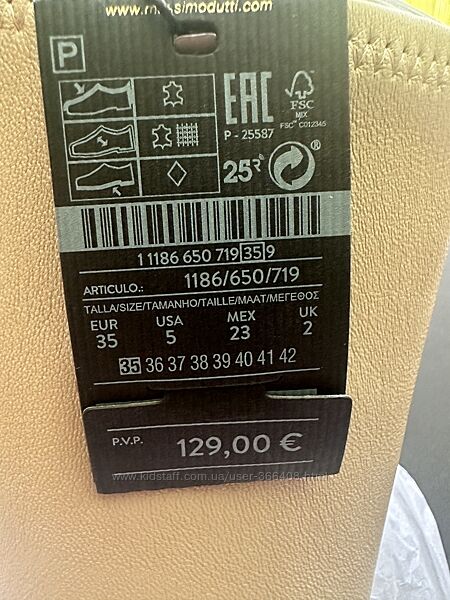 www.massimodutti.com
P
EAC
FSC
MIX
FSC™ C012345
P - 25587
25R
®
1 1186 650 719 35 9
ARTICULO.: 1186/650/719
TALLA/SIZE/TAMANHO/TAILLE/MAAT/ΜΕΓΕΘΟΣ
EUR USA MEX UK
35 5 23 2
35 36 37 38 39 40 41 42
P.V.P. 129,00 €
www.kidstaff.com.ua/user-366408.html